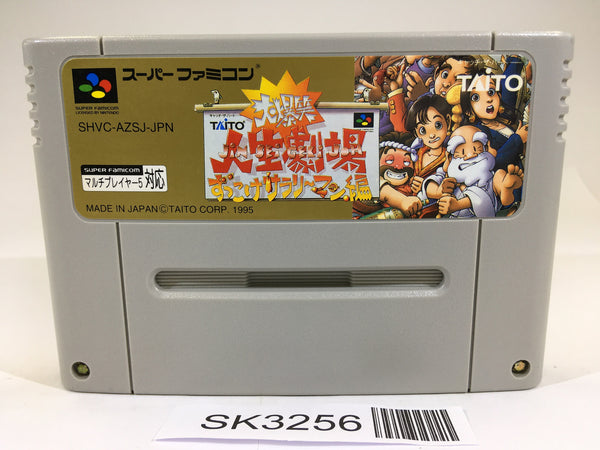 スーパーファミコン
SUPER FAMICOM
LICENSED BY NINTENDO
SHVC-AZSJ-JPN
SUPER FAMICOM
マルチプレイヤー5 対応
MADE IN JAPAN©TAITO CORP. 1995
TAITO
大爆笑
人生劇場
ずっこけサラリーマン編
TAITO
SK3256